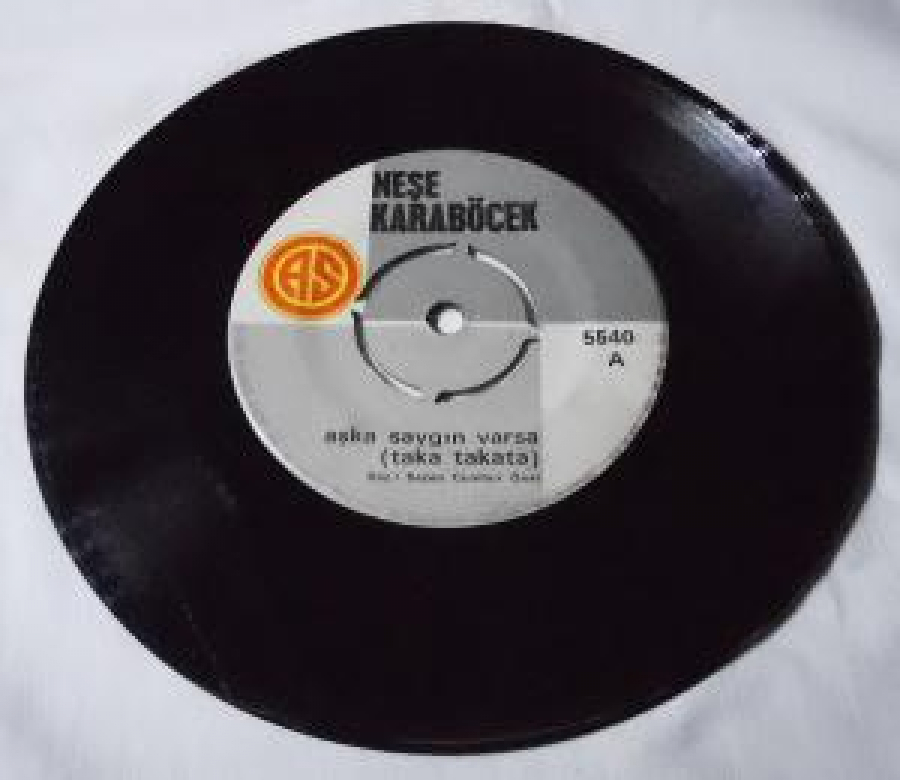 NEŞE
KARABÖCEK
AS
5540
A
aşka saygın varsa
(taka takata)